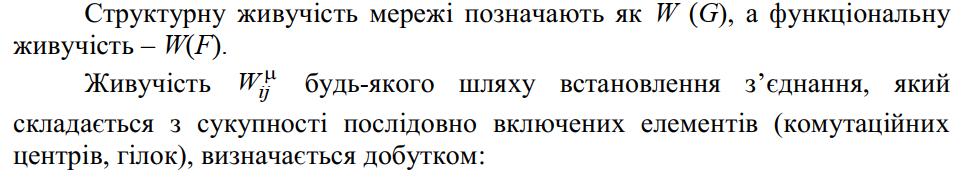 Структурну живучість мережі позначають як W (G), а функціональну
живучість – W(F).
Живучість W_{ij}^{μ} будь-якого шляху встановлення з’єднання, який
складається з сукупності послідовно включених елементів (комутаційних
центрів, гілок), визначається добутком: